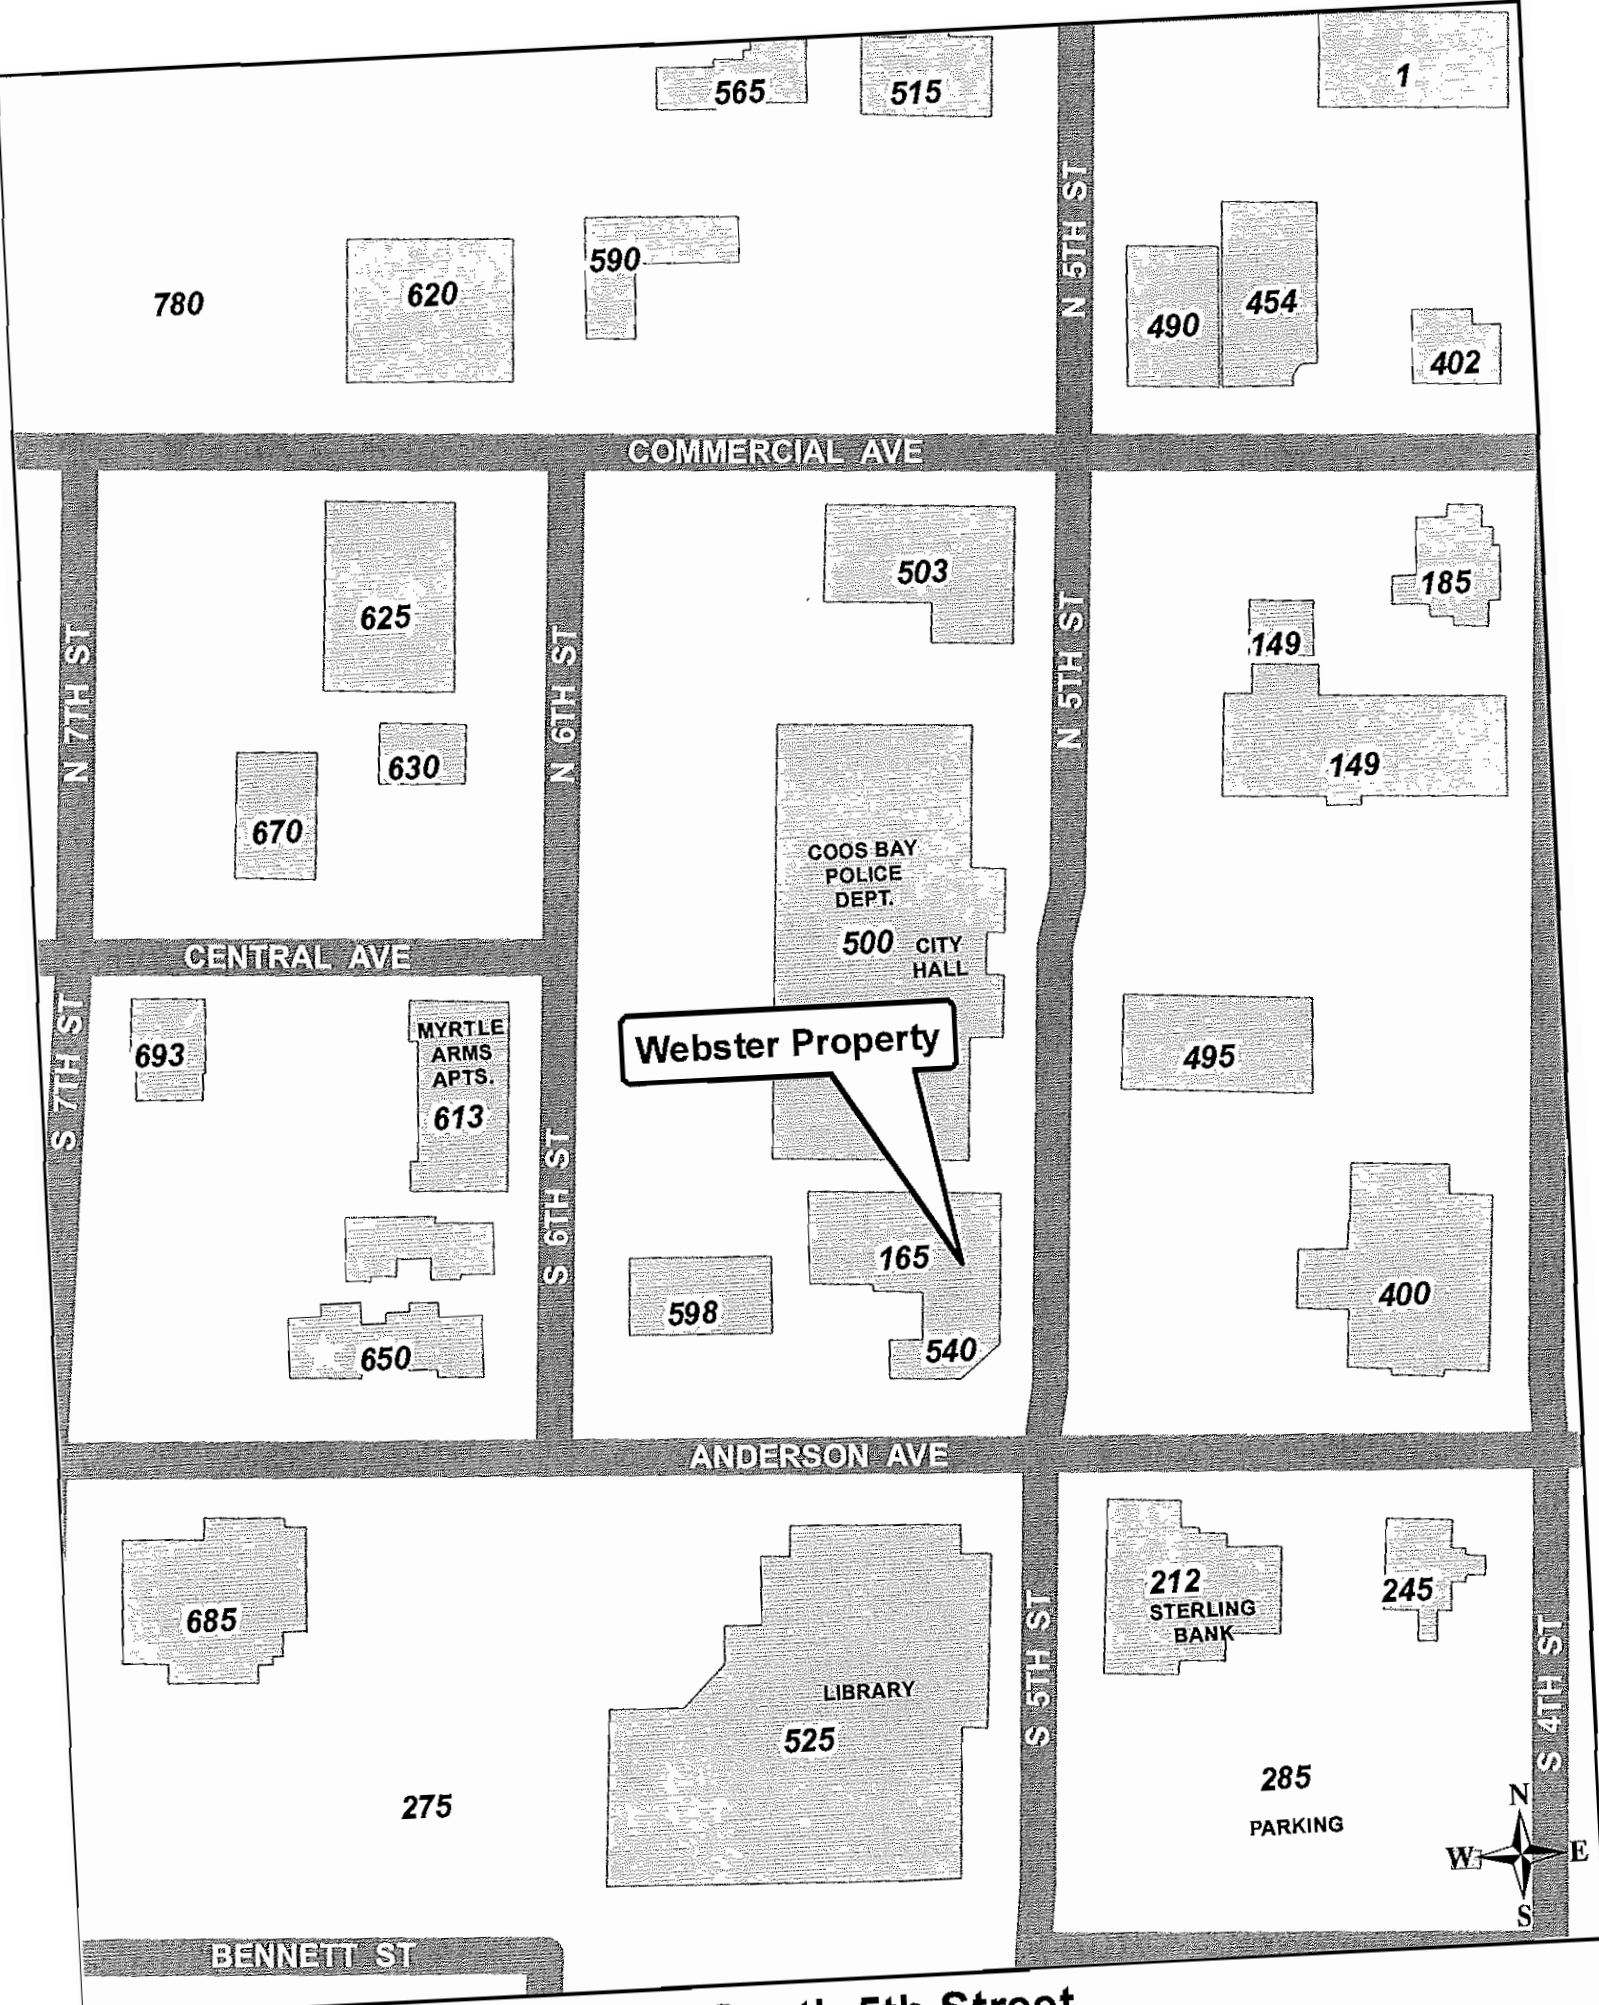 565
515
1
N 5TH ST
780
620
590
490
454
402
COMMERCIAL AVE
503
185
625
149
N 7TH ST
N 6TH ST
N 5TH ST
630
149
670
COOS BAY
POLICE
DEPT.
500
CITY
HALL
CENTRAL AVE
693
MYRTLE
ARMS
APTS.
613
Webster Property
495
S 7TH ST
S 6TH ST
165
598
540
400
650
ANDERSON AVE
685
212
STERLING
BANK
245
S 5TH ST
S 4TH ST
LIBRARY
525
275
285
PARKING
N
W
E
S
BENNETT ST
5th Street